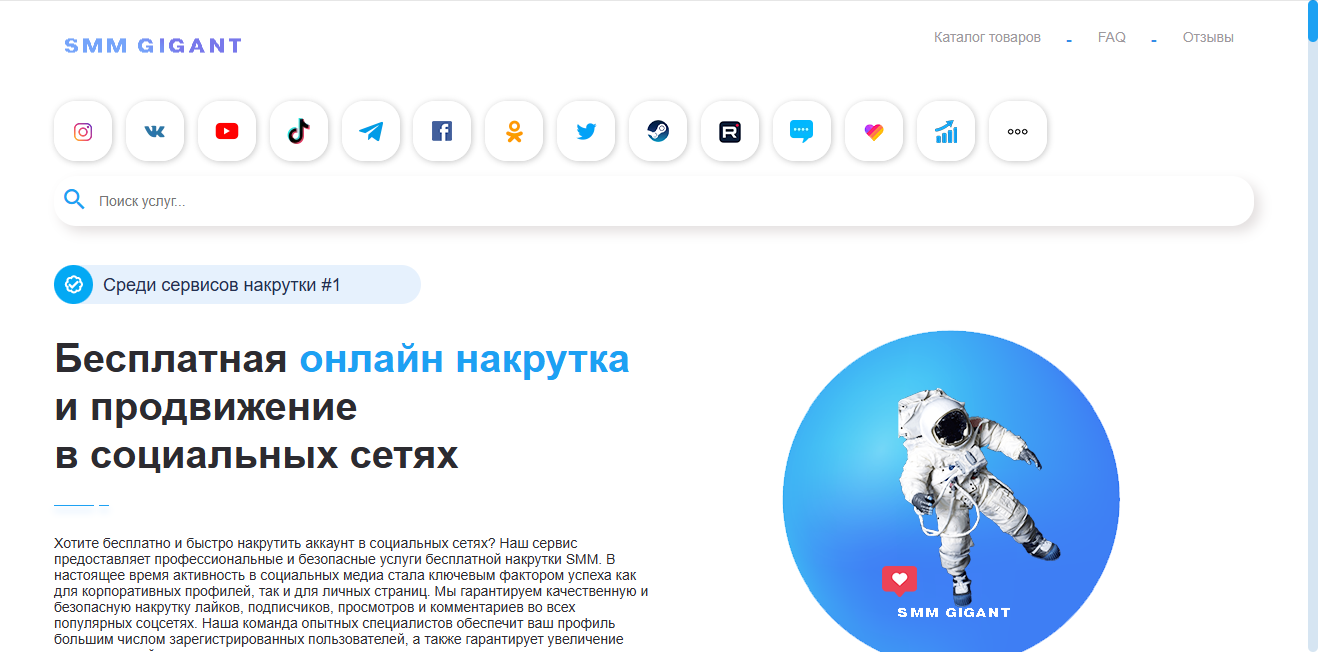 SMM GIGANT
Каталог товаров - FAQ - Отзывы
Поиск услуг...
Среди сервисов накрутки #1
Бесплатная онлайн накрутка
и продвижение
в социальных сетях
Хотите бесплатно и быстро накрутить аккаунт в социальных сетях? Наш сервис
предоставляет профессиональные и безопасные услуги бесплатной накрутки SMM. В
настоящее время активность в социальных медиа стала ключевым фактором успеха как
для корпоративных профилей, так и для личных страниц. Мы гарантируем качественную и
безопасную накрутку лайков, подписчиков, просмотров и комментариев во всех
популярных соцсетях. Наша команда опытных специалистов обеспечит ваш профиль
большим числом зарегистрированных пользователей, а также гарантирует увеличение
SMM GIGANT